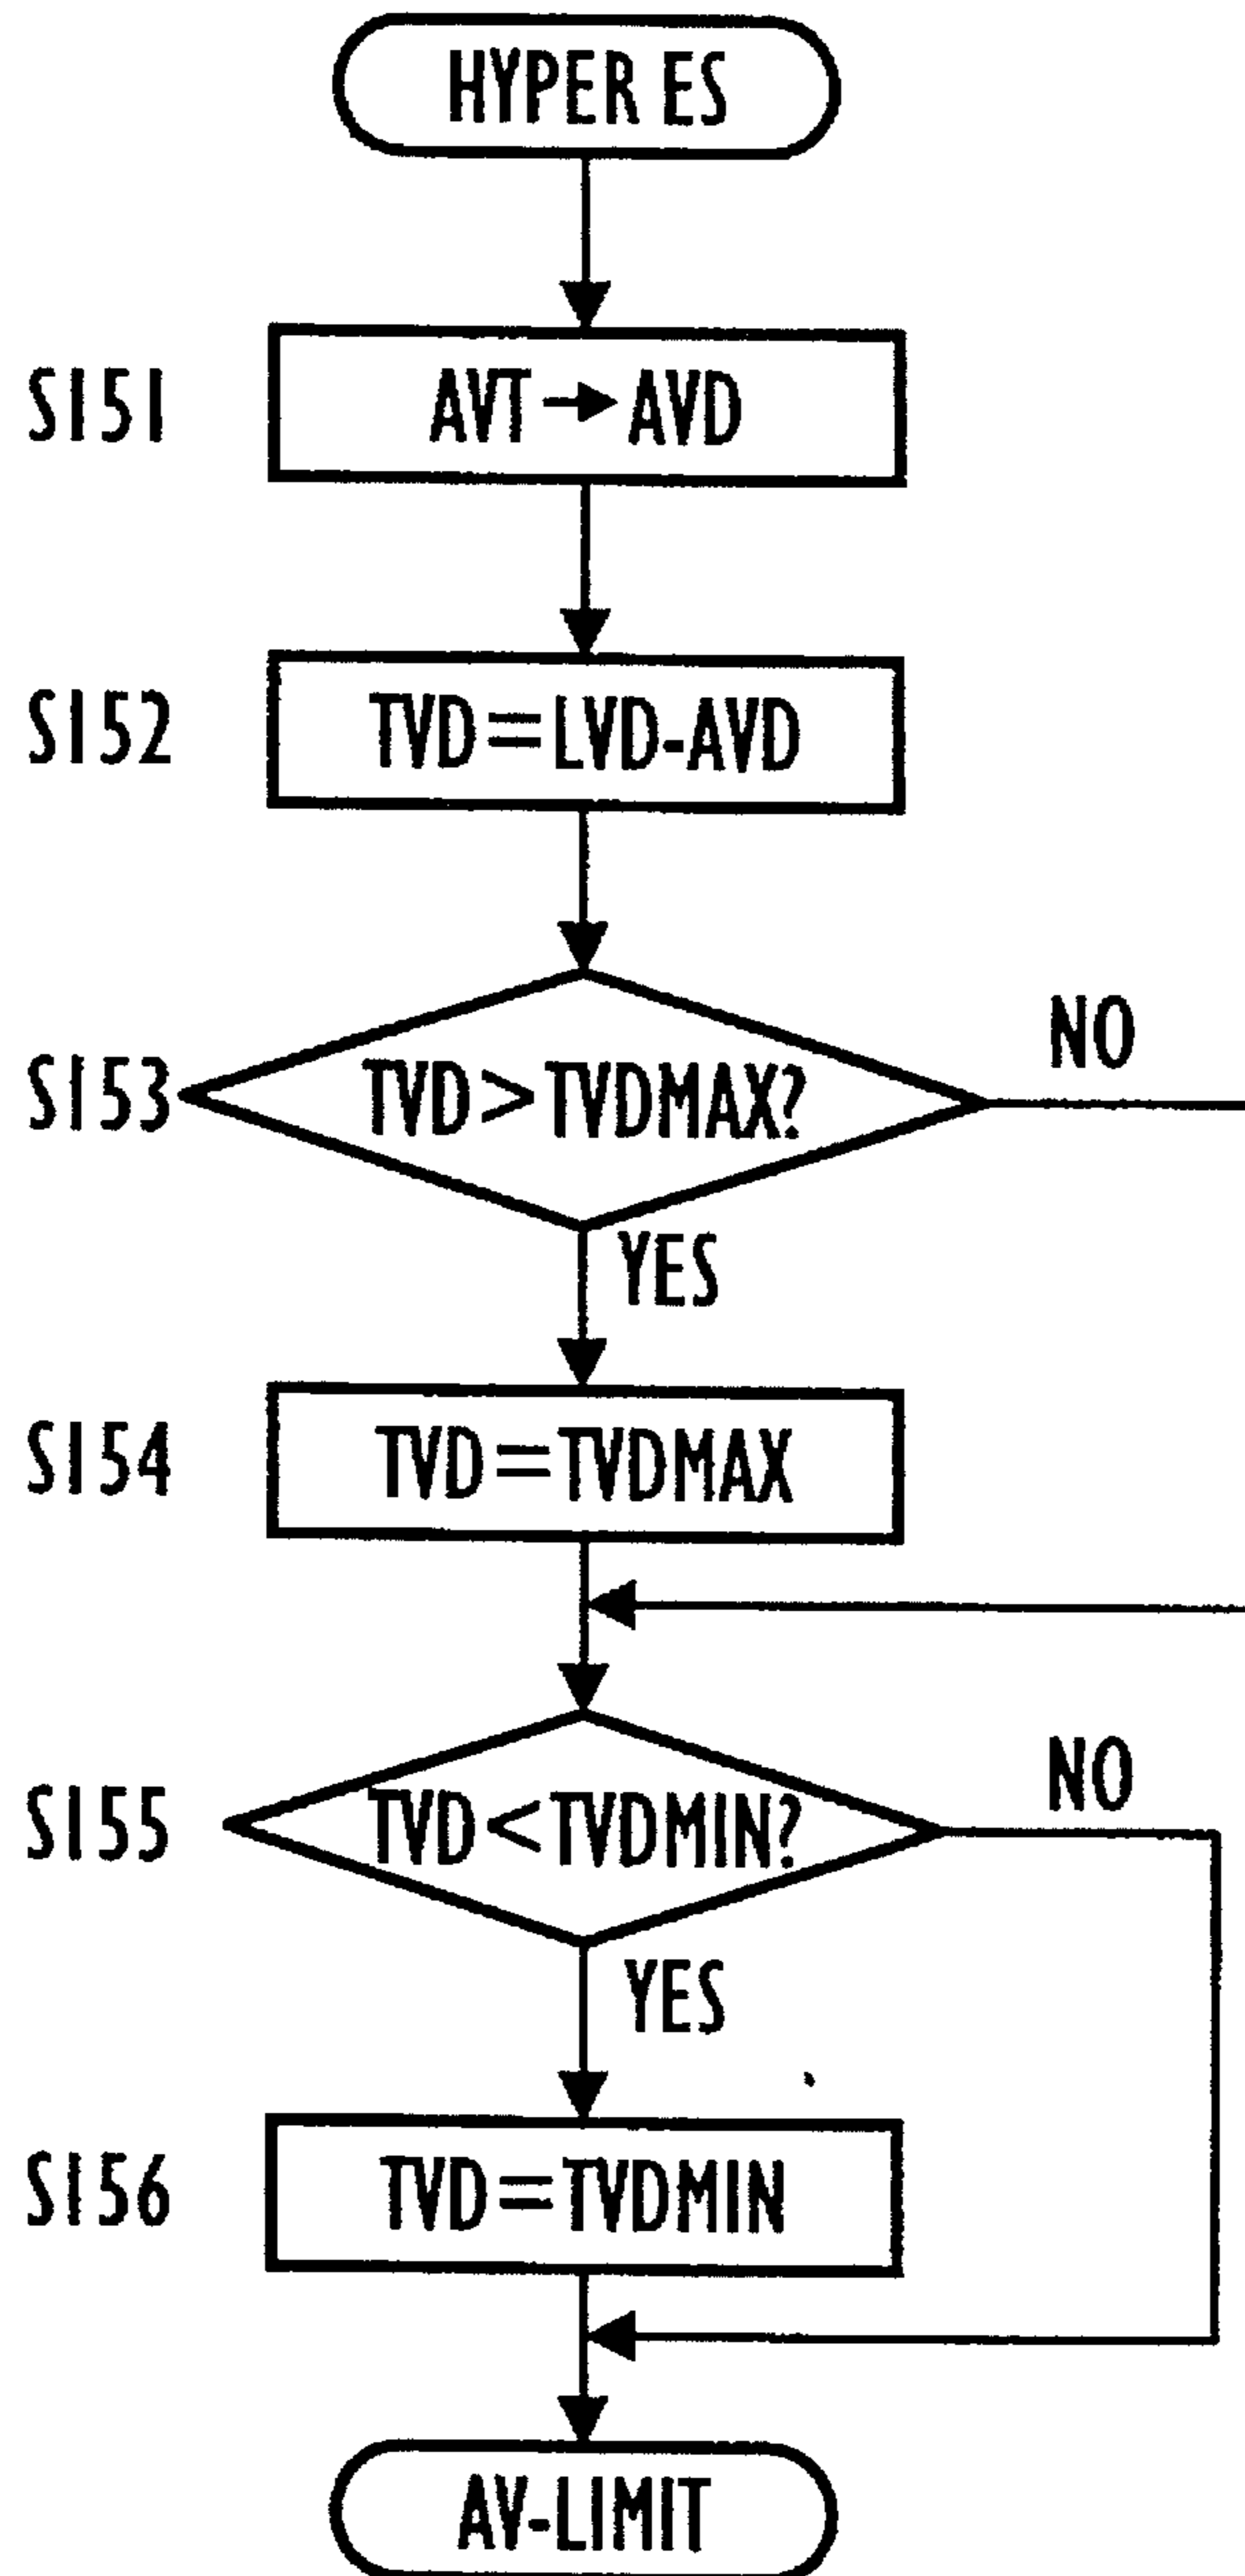 HYPER ES
S151
AVT→AVD
S152
TVD=LVD-AVD
S153
TVD>TVDMAX?
NO
YES
S154
TVD=TVDMAX
S155
TVD<TVDMIN?
NO
YES
S156
TVD=TVDMIN
AV-LIMIT